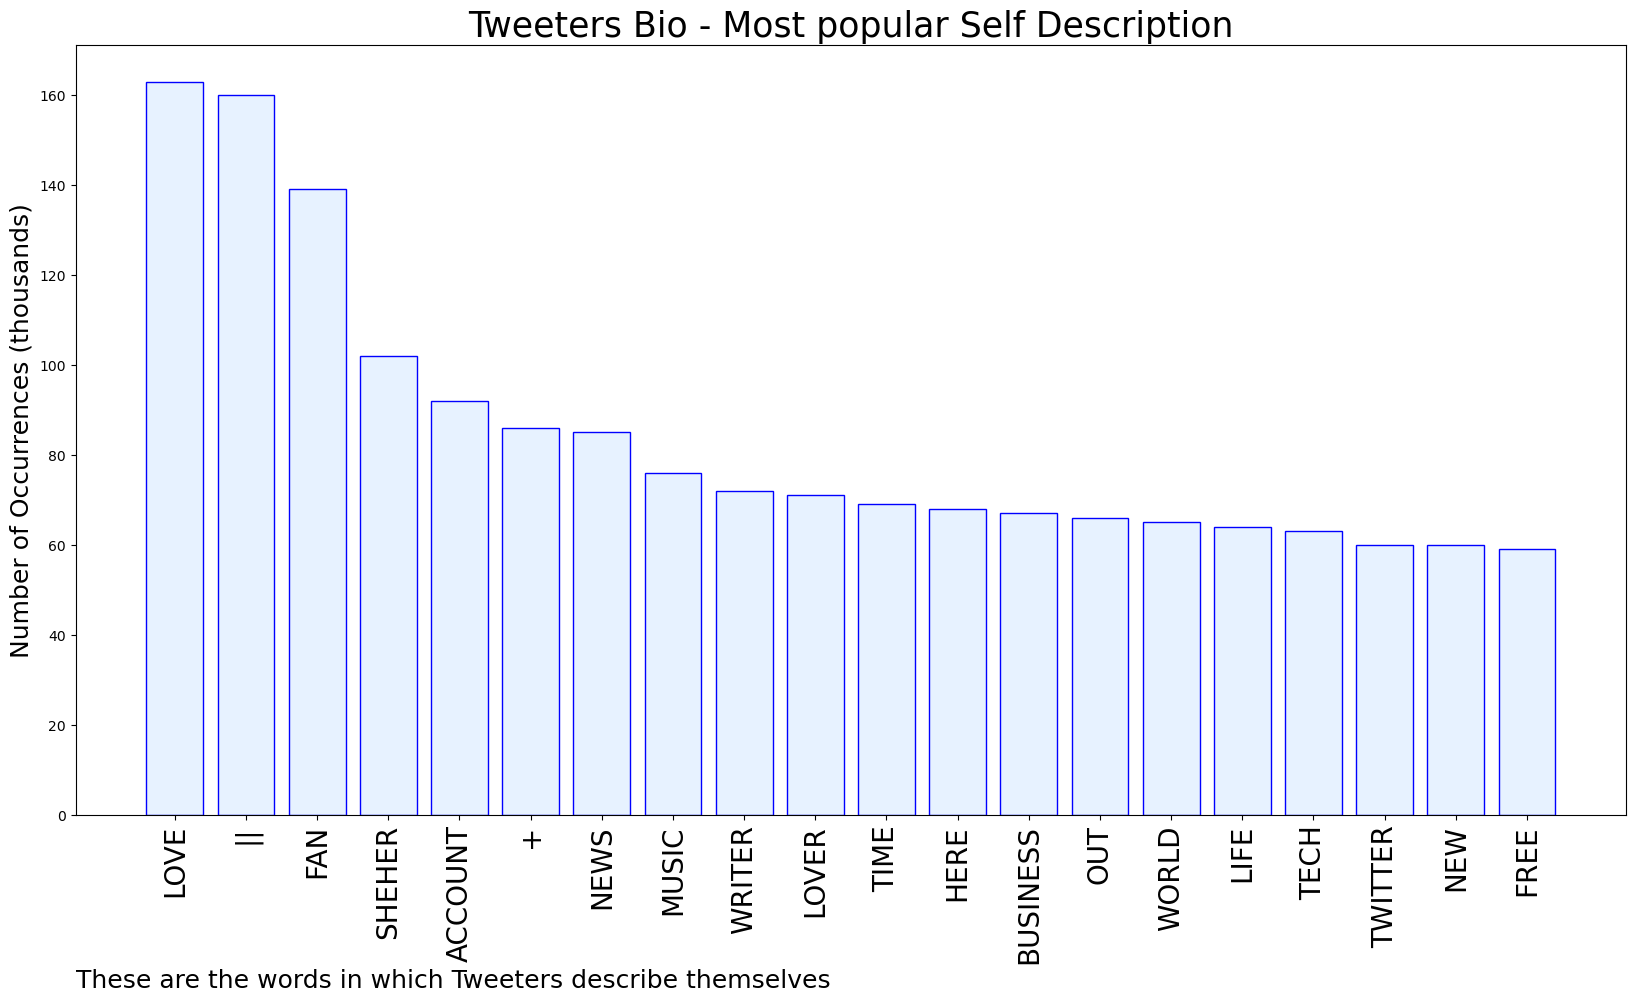 Tweeters Bio - Most popular Self Description
Number of Occurrences (thousands)
160
140
120
100
80
60
40
20
0
LOVE
||
FAN
SHEHER
ACCOUNT
+
NEWS
MUSIC
WRITER
LOVER
TIME
HERE
BUSINESS
OUT
WORLD
LIFE
TECH
TWITTER
NEW
FREE
These are the words in which Tweeters describe themselves